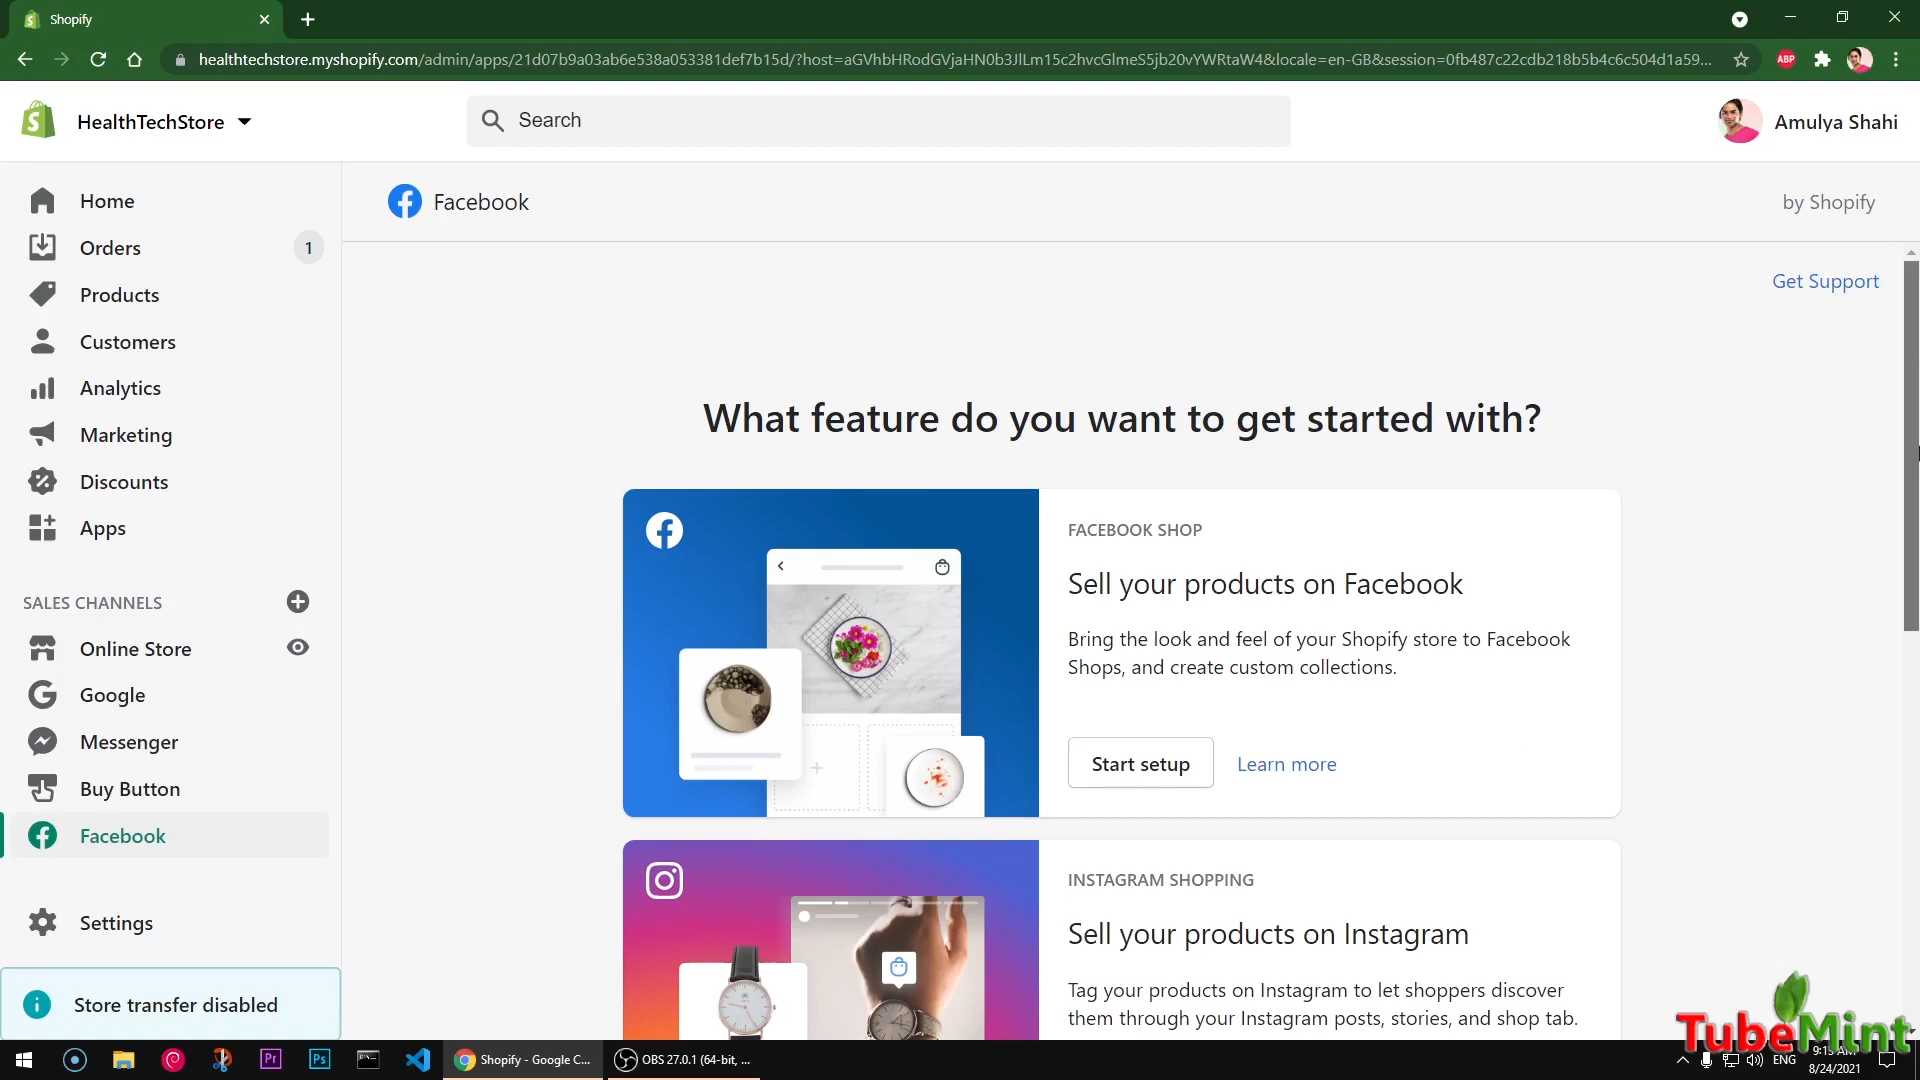 Shopify
healthtechstore.myshopify.com/admin/apps/21d07b9a03ab6e538a053381def7b15d/?host=aGVhbHRodGVjaHN0b3JlLm15c2hvcGlmeS5jb20vYWRtaW4&locale=en-GB&session=0fb487c22cdb218b5b4c6c504d1a59...
ABP
HealthTechStore
Search
Amulya Shahi
Home
Orders
1
Products
Customers
Analytics
Marketing
Discounts
Apps
SALES CHANNELS
Online Store
Google
Messenger
Buy Button
Facebook
Settings
Store transfer disabled
Facebook
by Shopify
Get Support
What feature do you want to get started with?
FACEBOOK SHOP
Sell your products on Facebook
Bring the look and feel of your Shopify store to Facebook
Shops, and create custom collections.
Start setup
Learn more
INSTAGRAM SHOPPING
Sell your products on Instagram
Tag your products on Instagram to let shoppers discover
them through your Instagram posts, stories, and shop tab.
TubeMint
Pr
Ps
Shopify - Google C...
OBS 27.0.1 (64-bit, ...
ENG
8/24/2021